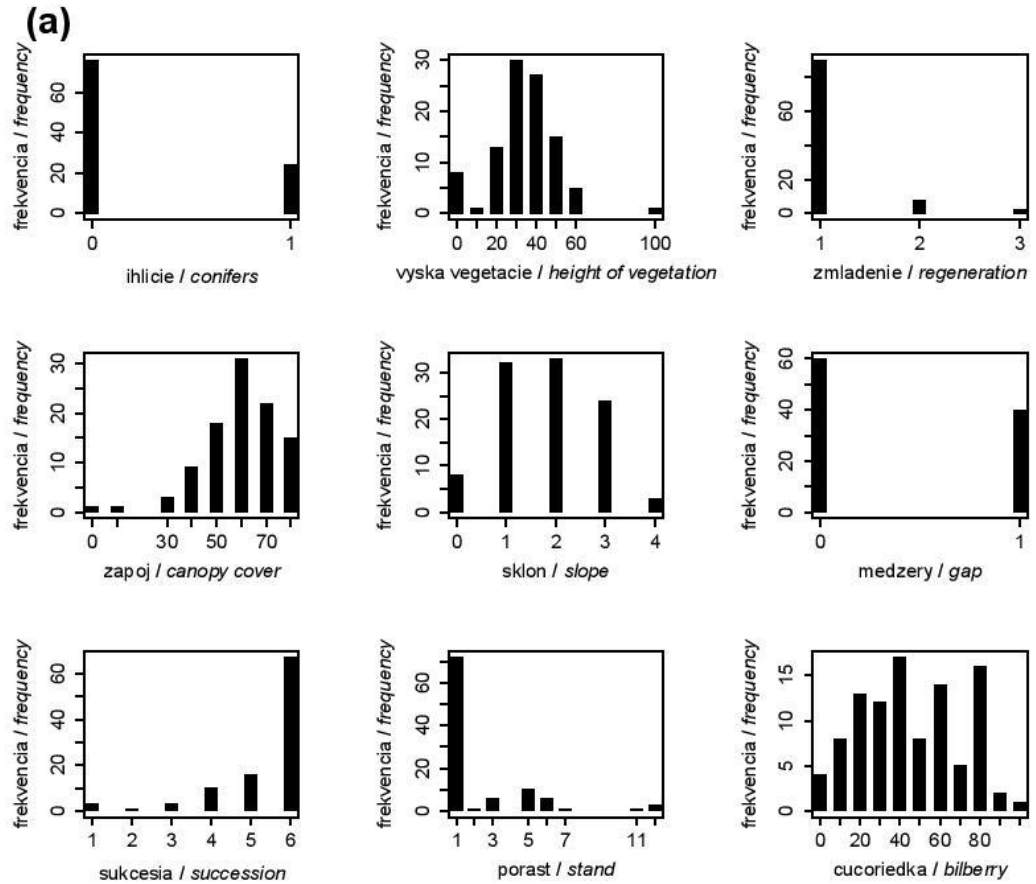 (a)
frekvencia / frequency
0 20 40 60
0 1
ihlicie / conifers
frekvencia / frequency
0 10 20 30
0 20 40 60 100
vyska vegetacie / height of vegetation
frekvencia / frequency
0 20 60
1 2 3
zmladenie / regeneration
frekvencia / frequency
0 10 20 30
0 30 50 70
zapoj / canopy cover
frekvencia / frequency
0 10 20 30
0 1 2 3 4
sklon / slope
frekvencia / frequency
0 20 40 60
0 1
medzery / gap
frekvencia / frequency
0 20 40 60
1 2 3 4 5 6
sukcesia / succession
frekvencia / frequency
0 20 40 60
1 3 5 7 11
porast / stand
frekvencia / frequency
0 5 10 15
0 20 40 60 80
cucoriedka / bilberry